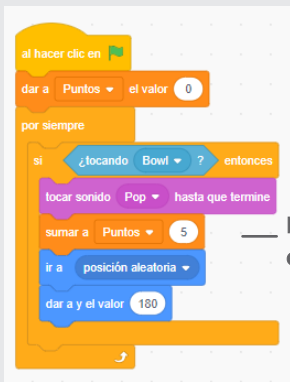 al hacer clic en
dar a Puntos el valor 0
por siempre
si ¿tocando Bowl ? entonces
tocar sonido Pop hasta que termine
sumar a Puntos 5
ir a posición aleatoria
dar a y el valor 180